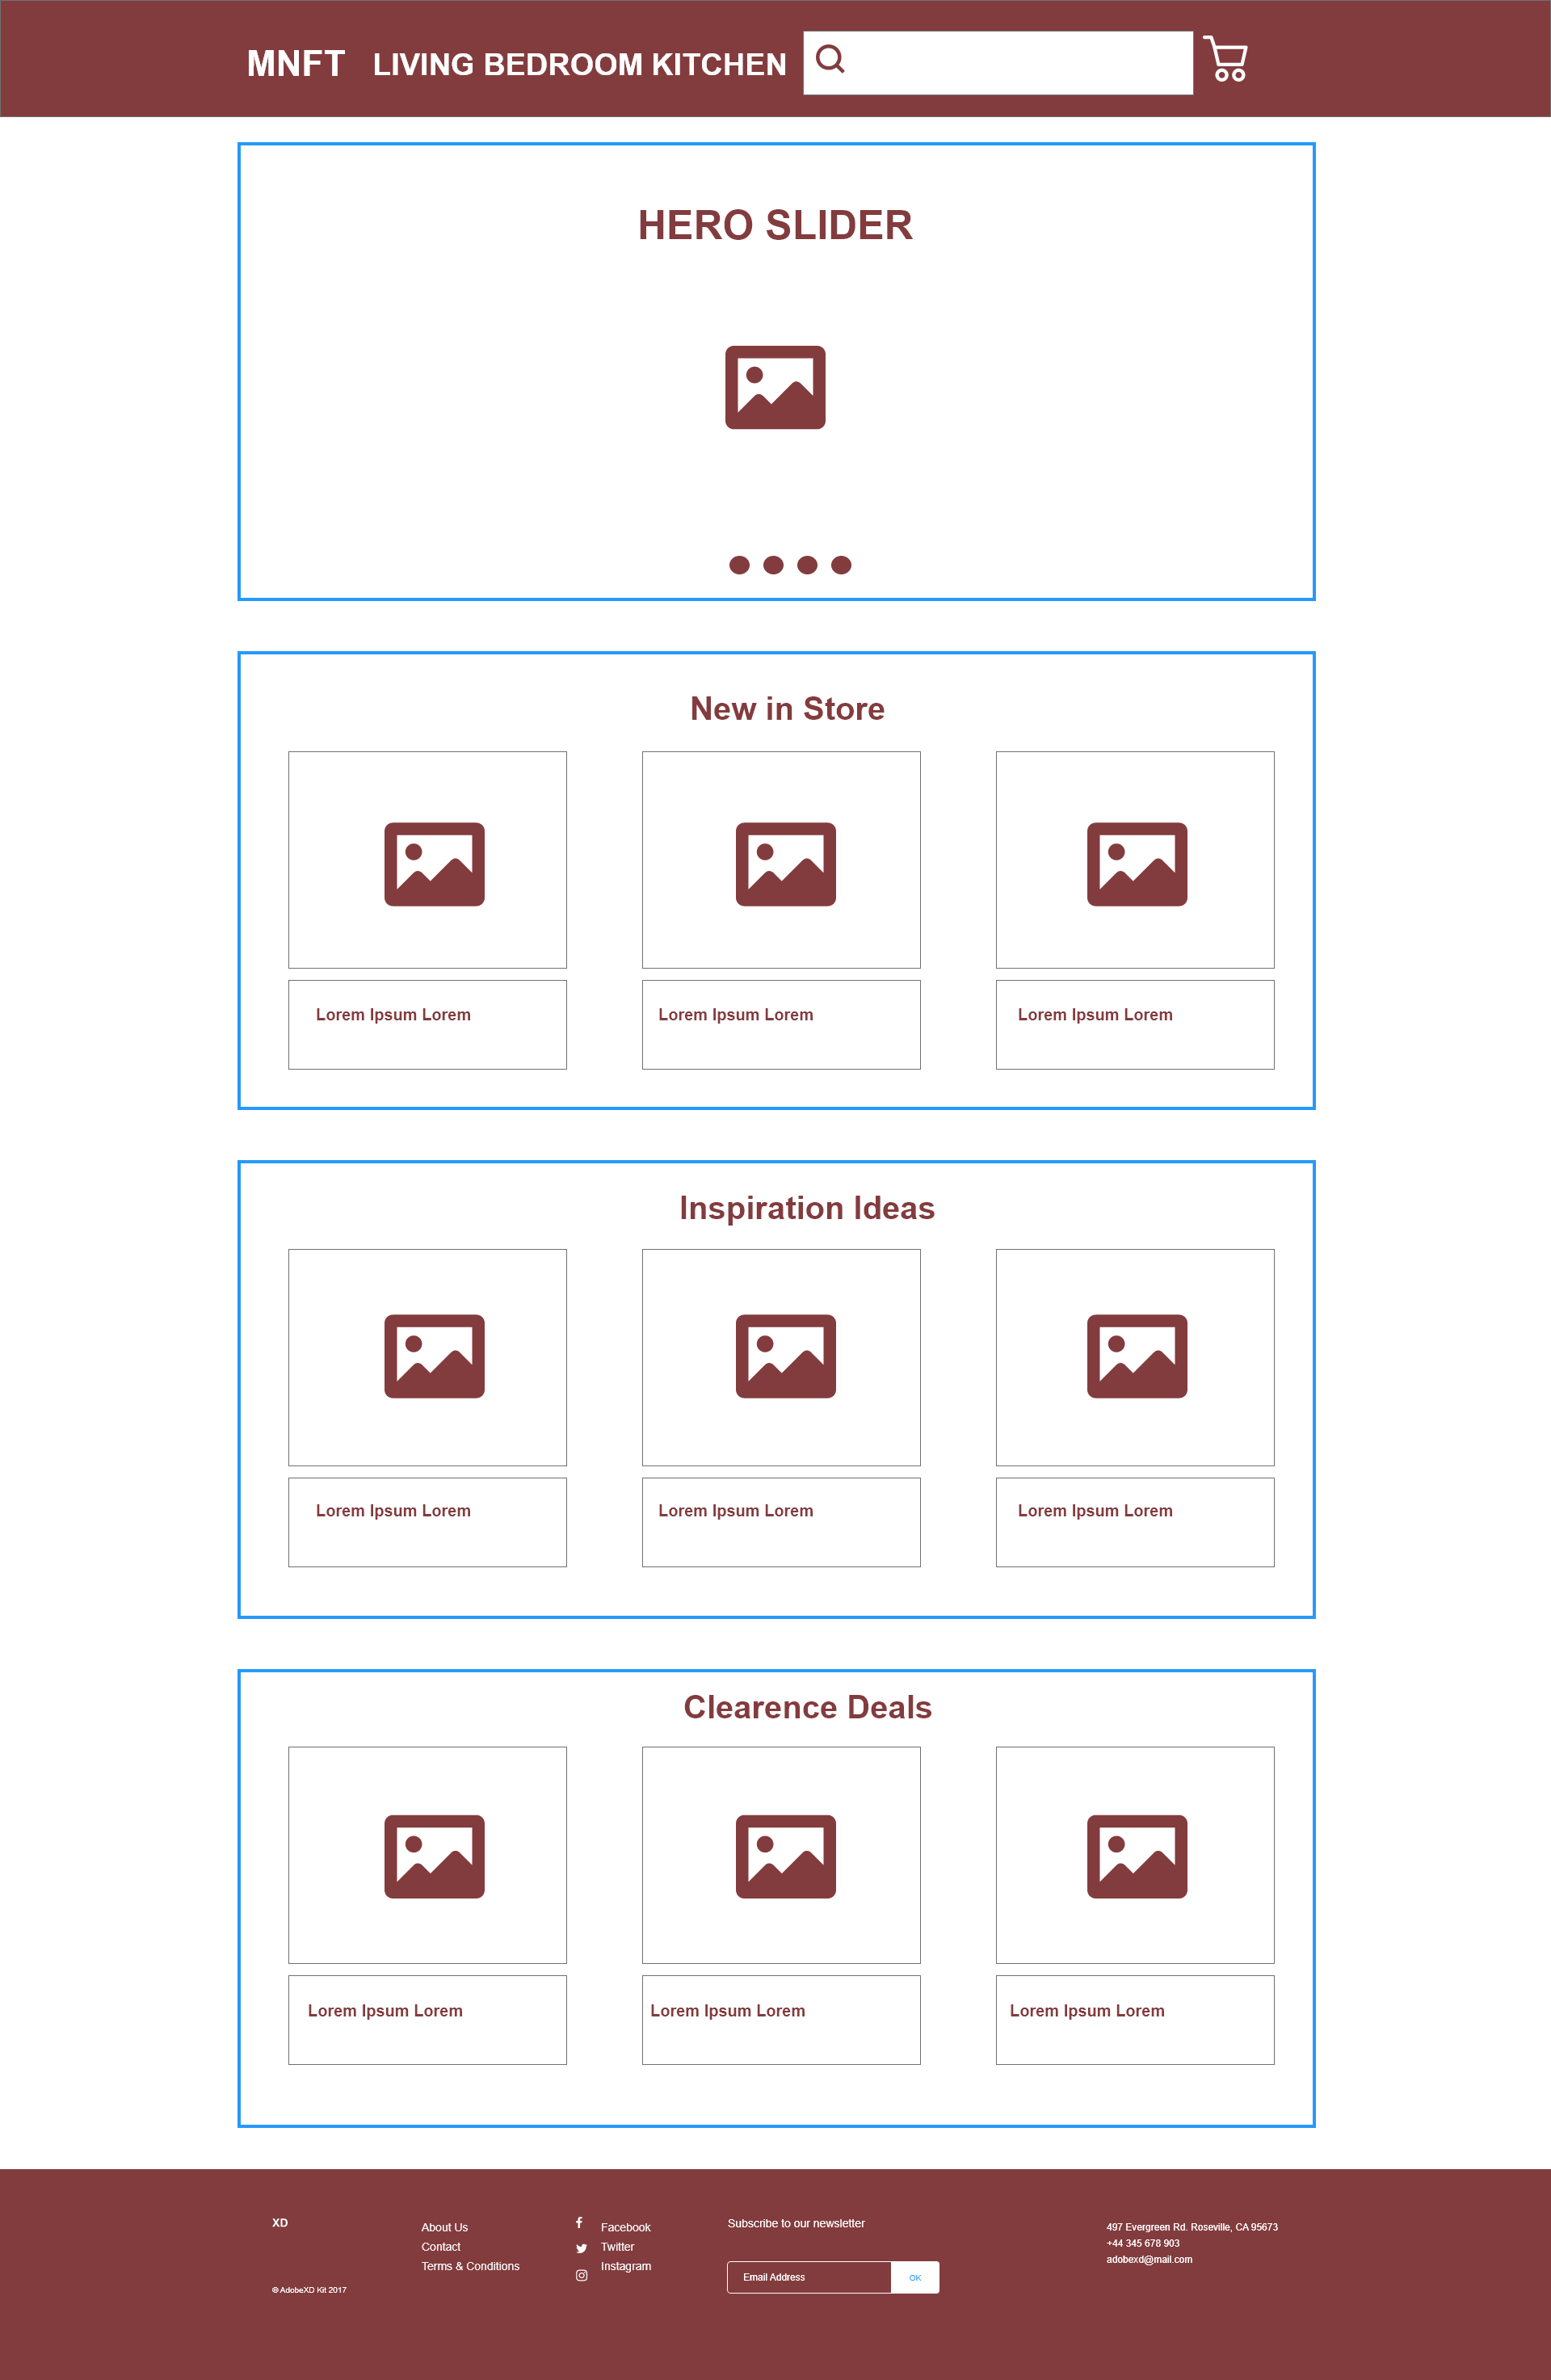 MNFT LIVING BEDROOM KITCHEN
HERO SLIDER
New in Store
Lorem Ipsum Lorem
Lorem Ipsum Lorem
Lorem Ipsum Lorem
Inspiration Ideas
Lorem Ipsum Lorem
Lorem Ipsum Lorem
Lorem Ipsum Lorem
Clearence Deals
Lorem Ipsum Lorem
Lorem Ipsum Lorem
Lorem Ipsum Lorem
XD
© AdobeXD Kit 2017
About Us
Contact
Terms & Conditions
Facebook
Twitter
Instagram
Subscribe to our newsletter
Email Address
OK
497 Evergreen Rd. Roseville, CA 95673
+44 345 678 903
adobexd@mail.com